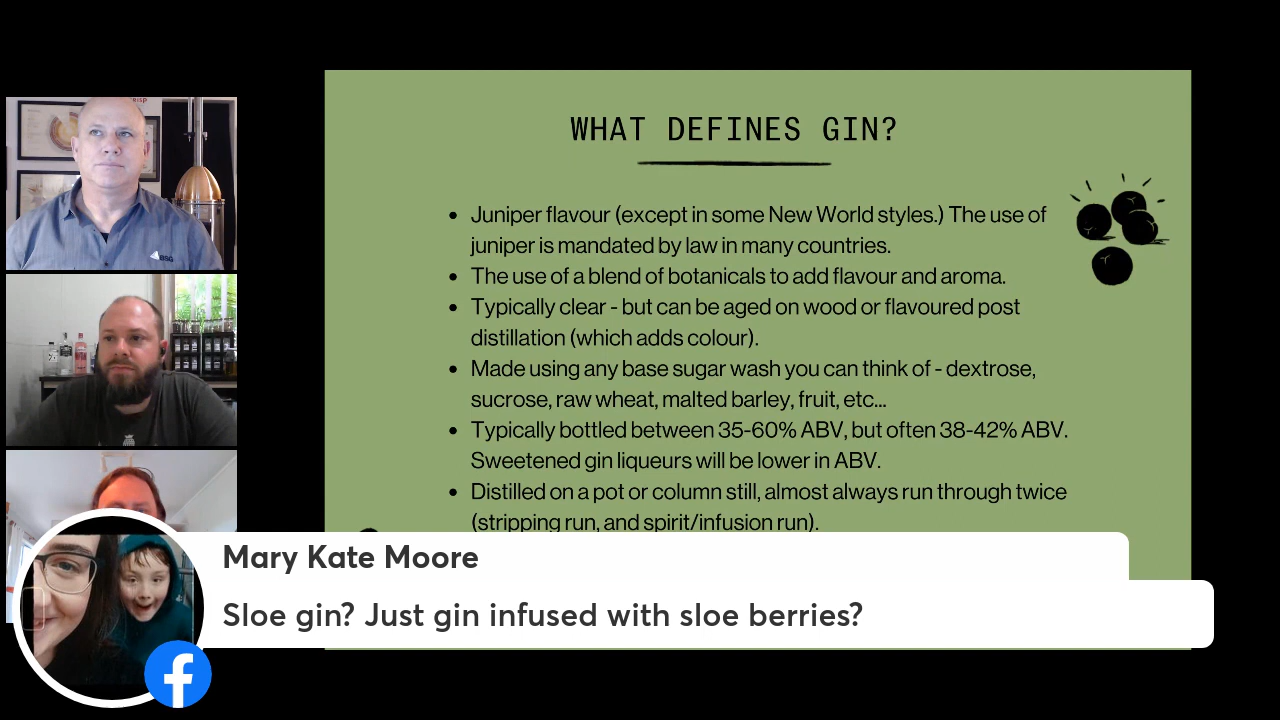 RISP
BSG
WHAT DEFINES GIN?
• Juniper flavour (except in some New World styles.) The use of
juniper is mandated by law in many countries.
• The use of a blend of botanicals to add flavour and aroma.
• Typically clear - but can be aged on wood or flavoured post
distillation (which adds colour).
• Made using any base sugar wash you can think of - dextrose,
sucrose, raw wheat, malted barley, fruit, etc...
• Typically bottled between 35-60% ABV, but often 38-42% ABV.
Sweetened gin liqueurs will be lower in ABV.
• Distilled on a pot or column still, almost always run through twice
(stripping run, and spirit/infusion run).
Mary Kate Moore
Sloe gin? Just gin infused with sloe berries?